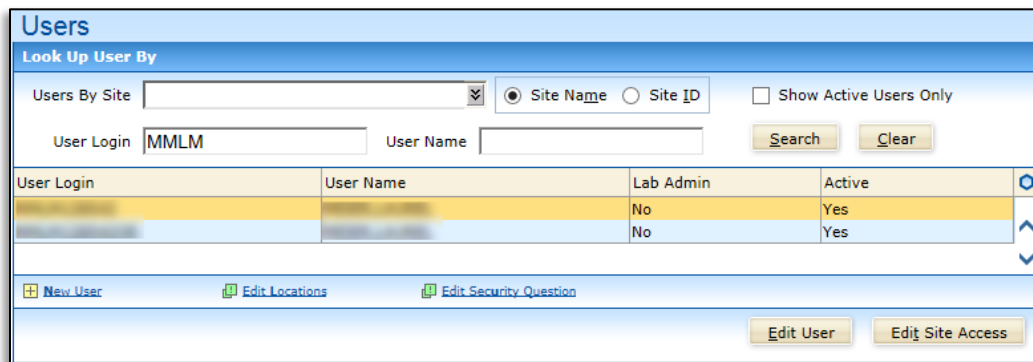 Users
Look Up User By
Users By Site Site Name Site ID Show Active Users Only
User Login MMLM User Name Search Clear
User Login User Name Lab Admin Active
No Yes
No Yes
New User Edit Locations Edit Security Question
Edit User Edit Site Access